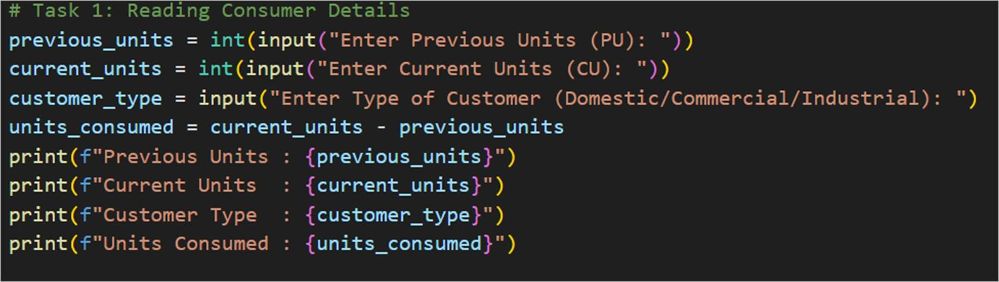 # Task 1: Reading Consumer Details
previous_units = int(input("Enter Previous Units (PU): "))
current_units = int(input("Enter Current Units (CU): "))
customer_type = input("Enter Type of Customer (Domestic/Commercial/Industrial): ")
units_consumed = current_units - previous_units
print(f"Previous Units : {previous_units}")
print(f"Current Units  : {current_units}")
print(f"Customer Type  : {customer_type}")
print(f"Units Consumed : {units_consumed}")